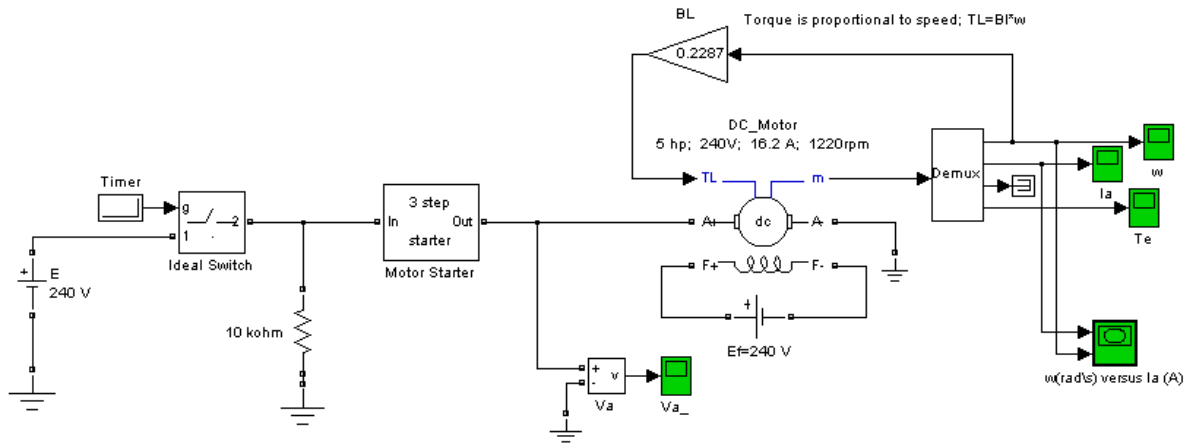 BL
Torque is proportional to speed; TL=Bl*w
0.2287
DC_Motor
5 hp; 240V; 16.2 A; 1220rpm
Timer
g
1
2
Ideal Switch
3 step
In
Out
starter
Motor Starter
TL
m
Demux
w
Ia
Te
A+
dc
A-
E
240 V
F+
F-
10 kohm
Ef=240 V
+
-
v
Va
Va_
w(rad\s) versus Ia (A)